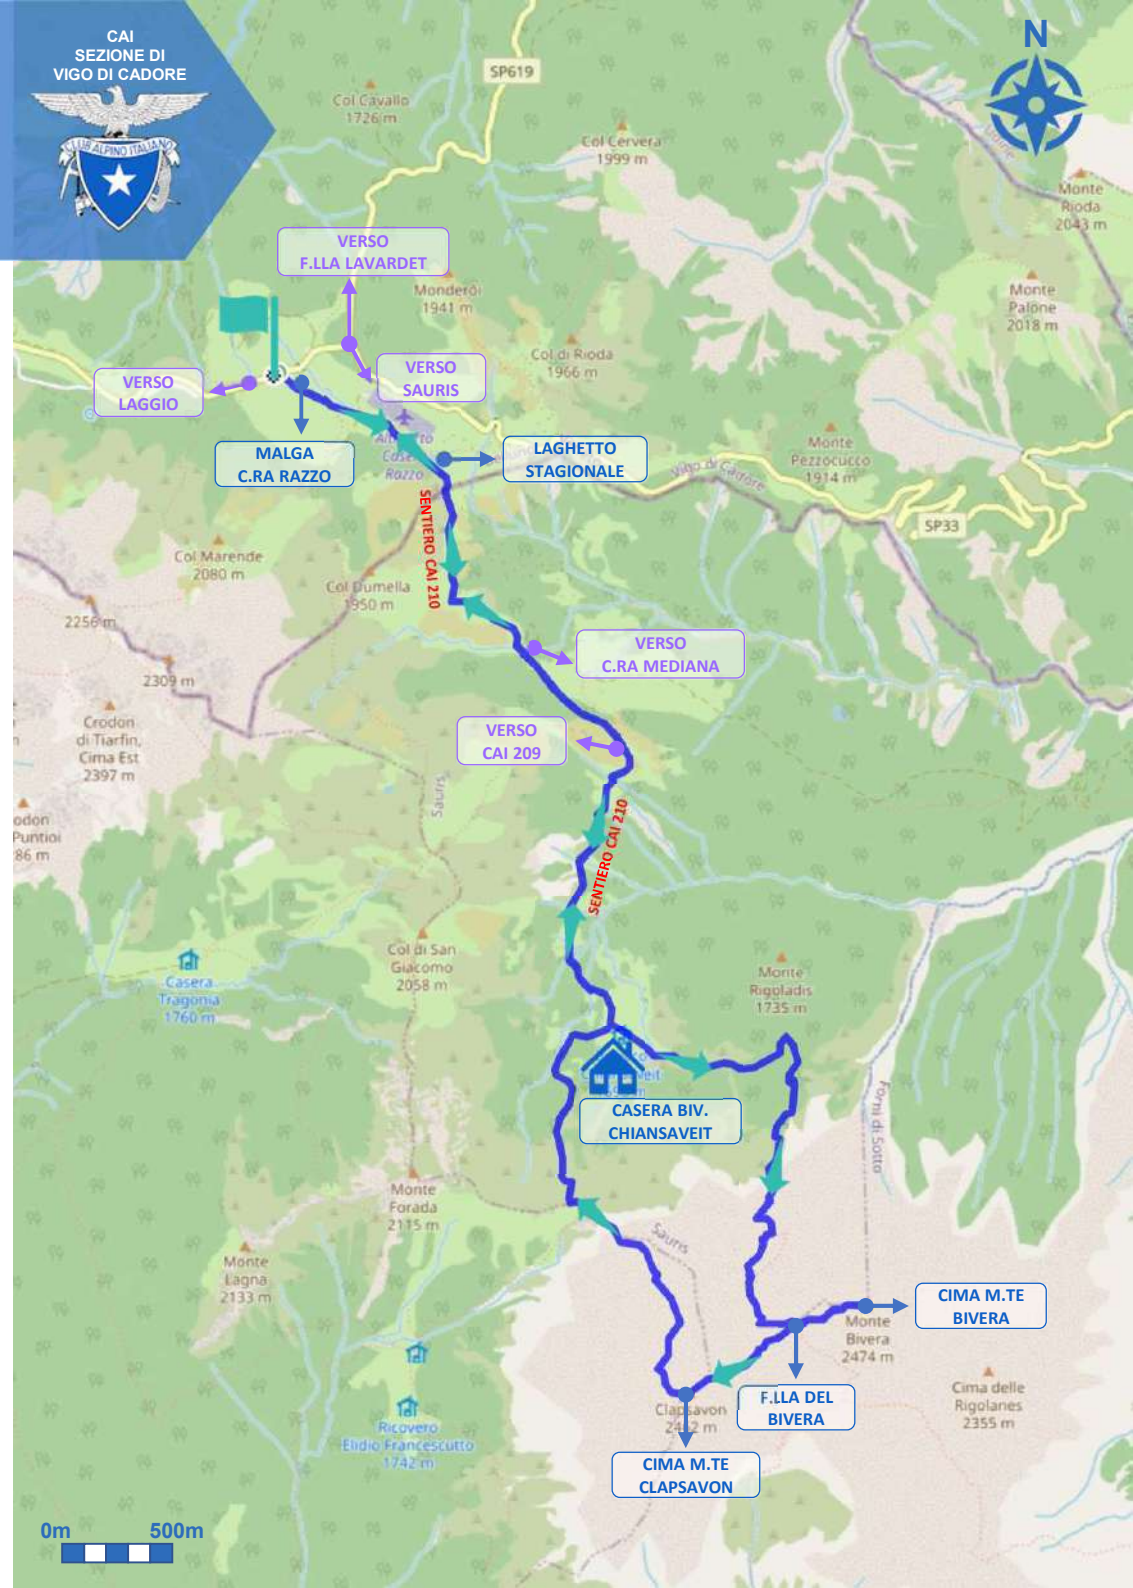 CAI
SEZIONE DI
VIGO DI CADORE
CLUB ALPINO ITALIANO
N
SP619
Col Cavallo
1726 m
Col Cervera
1999 m
Udine
Monte
Rioda
2043 m
VERSO
F.LLA LAVARDET
Monderoi
1941 m
Monte
Palone
2018 m
Col di Rioda
1966 m
VERSO
SAURIS
VERSO
LAGGIO
MALGA
C.RA RAZZO
Razzo
LAGHETTO
STAGIONALE
Monte
Pezzocucco
1914 m
Vigo di Cadore
SP33
SENTIERO CAI 210
Col Marende
2080 m
Col Dumella
1950 m
2256 m
VERSO
C.RA MEDIANA
2309 m
Crodon
di Tiarfin,
Cima Est
2397 m
VERSO
CAI 209
Sauris
odon
Puntioi
86 m
SENTIERO CAI 210
Col di San
Giacomo
2058 m
Casera
Tragonia
1760 m
Monte
Rigoladis
1735 m
CASERA BIV.
CHIANSAVEIT
Forni di Sotto
Monte
Forada
2115 m
Sauris
Monte
Lagna
2133 m
CIMA M.TE
BIVERA
Monte
Bivera
2474 m
Cima delle
Rigolanes
2355 m
F.LLA DEL
BIVERA
Clapsavon
Ricovero
Elidio Francescutto
1742 m
CIMA M.TE
CLAPSAVON
0m 500m